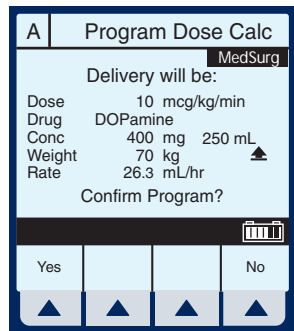 A Program Dose Calc
MedSurg
Delivery will be:
Dose 10 mcg/kg/min
Drug DOPamine
Conc 400 mg 250 mL
Weight 70 kg
Rate 26.3 mL/hr
Confirm Program?
Yes No